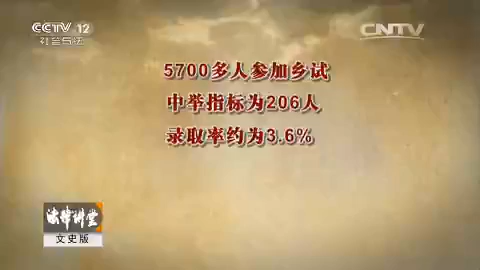 CCTV 12
社会与法
CNTV
5700多人参加乡试
中举指标为206人
录取率约为3.6%
法律讲堂
文史版